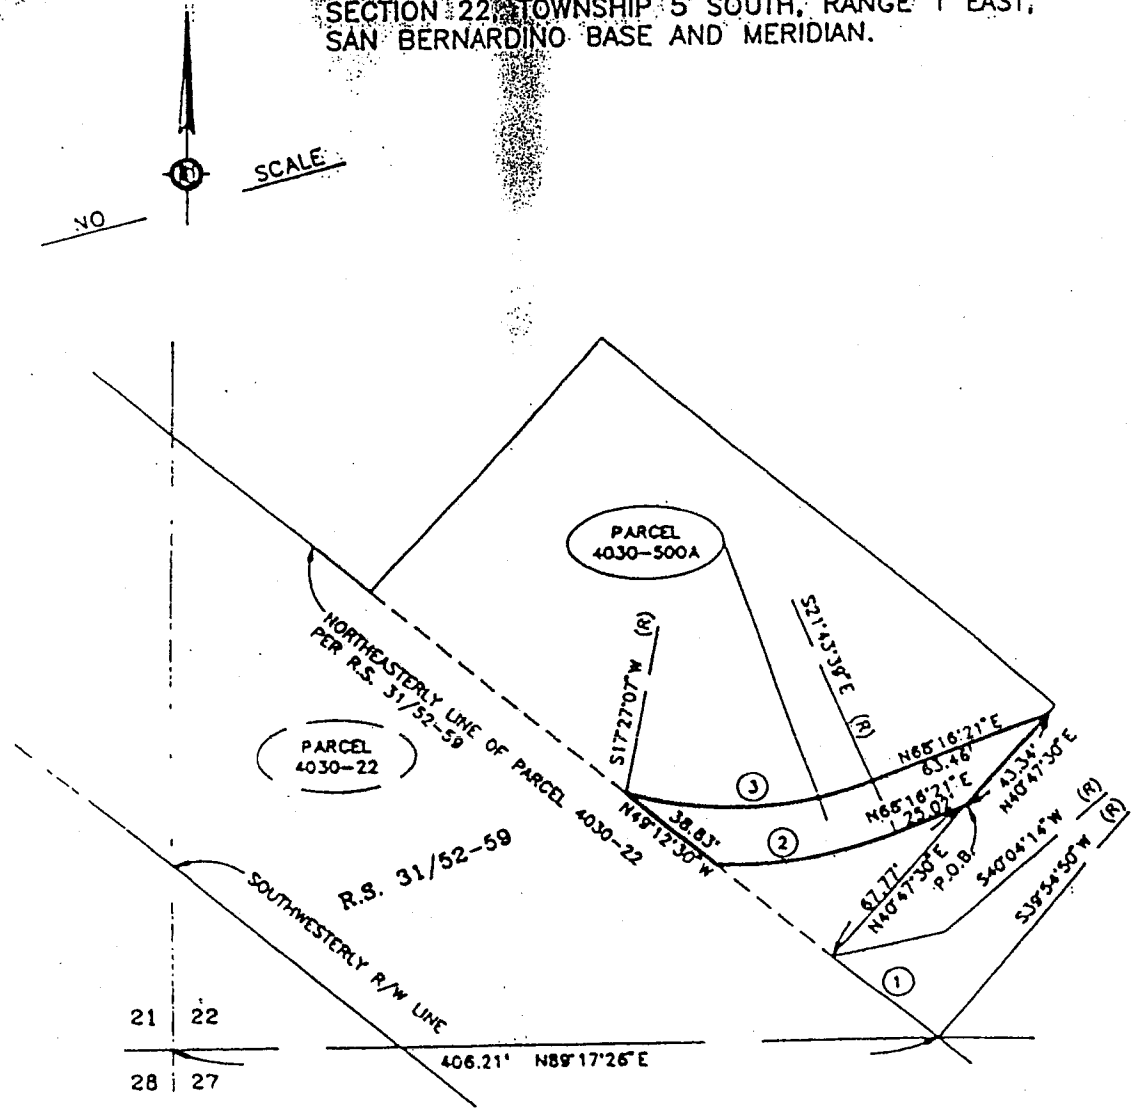 SECTION 22, TOWNSHIP 5 SOUTH, RANGE 1 EAST,
SAN BERNARDINO BASE AND MERIDIAN.
SCALE
NO
PARCEL
4030-500A
S17°27'07"W (R)
S21°43'39"E (R)
NORTHEASTERLY LINE OF PARCEL 4030-22
PER R.S. 31/52-59
PARCEL
4030-22
N68°16'21"E
63.46'
3
43.34'
N40°47'30"E
N68°16'21"E
25.02'
38.83'
N49°12'30"W
2
67.77'
N40°47'30"E
P.O.B.
S40°04'14"W (R)
S39°54'50"W (R)
R.S. 31/52-59
SOUTHWESTERLY R/W LINE
1
21 22
28 27
406.21' N89°17'26"E